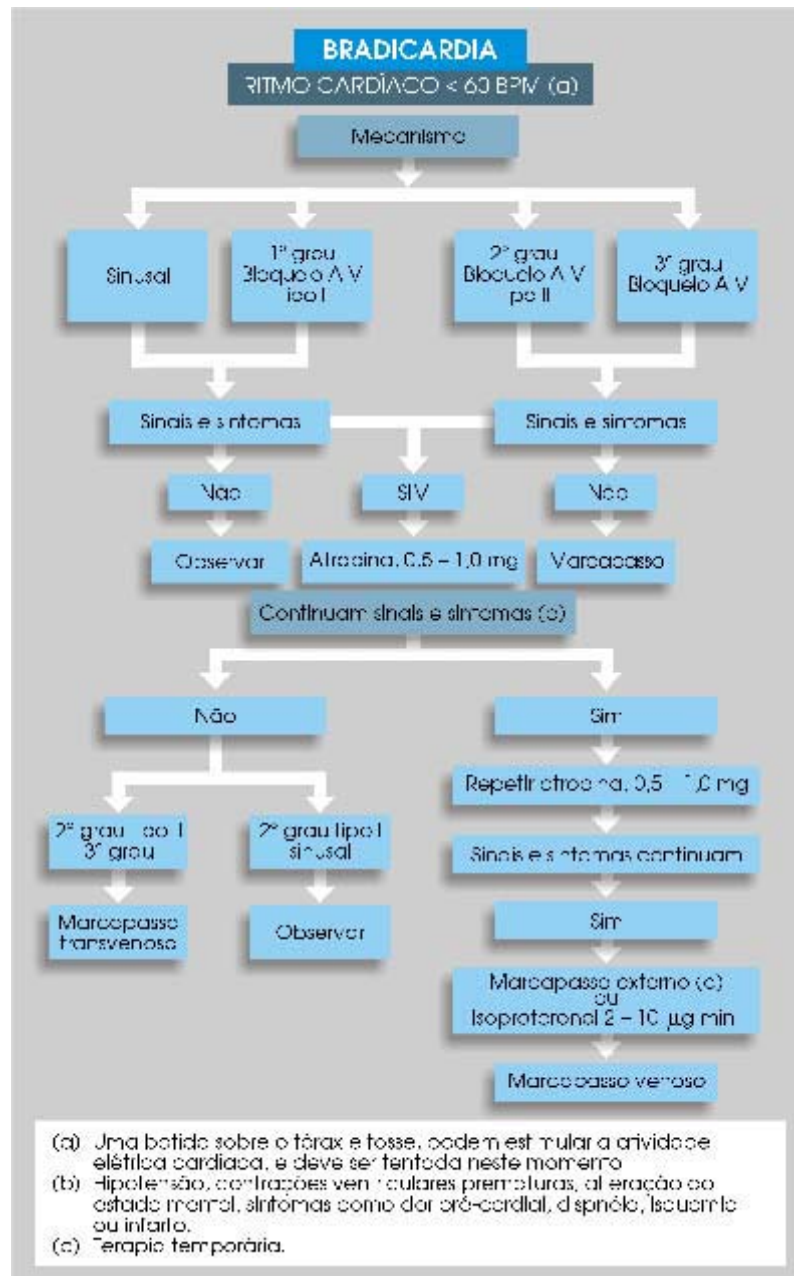 BRADICARDIA
RITMO CARDÍACO < 60 BPM (a)
Mecanismo
Sinusal
1º grau
Bloqueio A V
tipo I
2º grau
Bloqueio A V
po II
3º grau
Bloqueio A V
Sinais e sintomas
Sinais e sintomas
Não
SIM
Não
Observar
Atropina, 0,5 – 1,0 mg
Marcapasso
Continuam sinais e sintomas
Não
Sim
Repetir atropina, 0,5 – 1,0 mg
2º grau
3º grau
2º grau tipo I
sinusal
Sinais e sintomas continuam
Marcapasso
transvenoso
Observar
Sim
Marcapasso externo (c)
ou
Isoproterenol 2 – 10 µg min
Marcapasso venoso
(a) Uma batida sobre o tórax e tosse, podem estimular a atividade
elétrica cardíaca, e deve ser tentada neste momento
(b) Hipotensão, contrações ventriculares prematuras, alteração do
estado mental, sintomas como dor pré-cordial, dispnéia, isquemia
ou infarto.
(c) Terapia temporária.